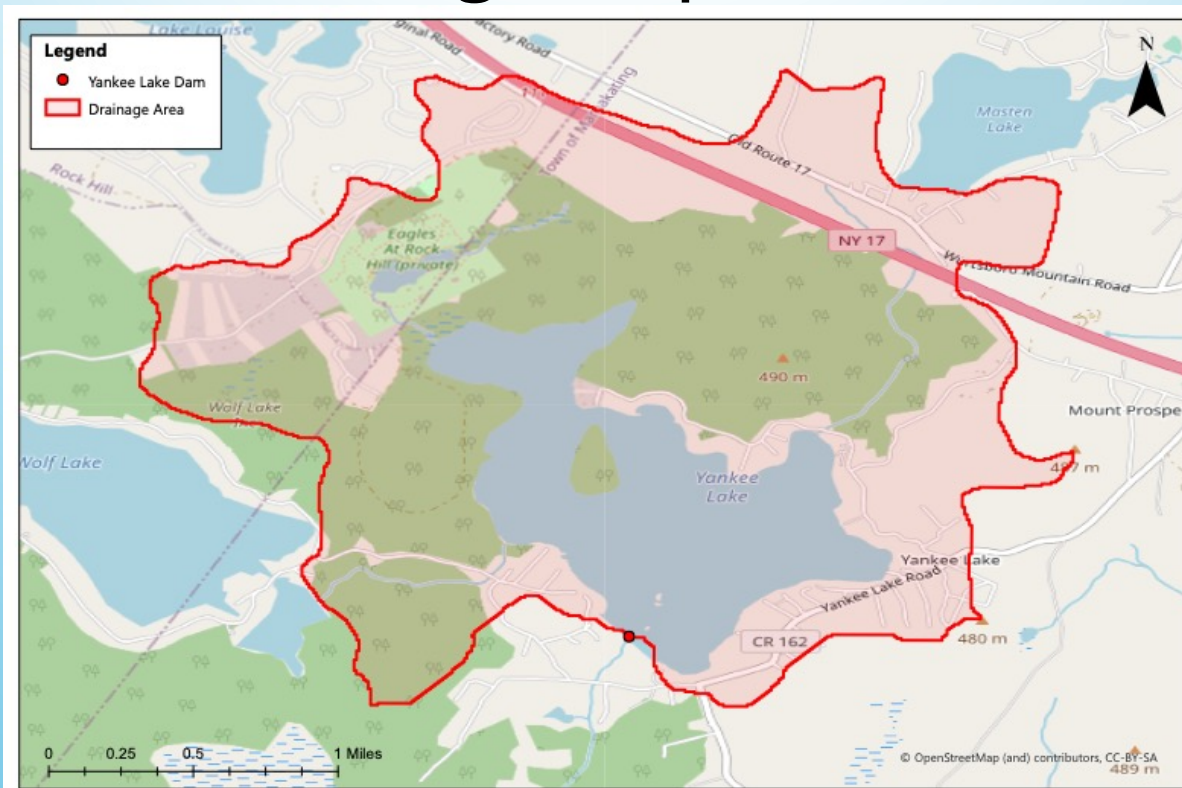 Legend
Yankee Lake Dam
Drainage Area
Lake Louise
ginal Road
actory Road
N
Masten
Lake
Town of Mamakating
Old Route 17
Rock Hill
Eagles
At Rock
Hill (private)
NY 17
Wurtsboro Mountain Road
490 m
Mount Prospe
Wolf Lake
Wolf Lake
487 m
Yankee
Lake
Yankee Lake
Yankee Lake Road
CR 162
480 m
0 0.25 0.5 1 Miles
© OpenStreetMap (and) contributors, CC-BY-SA
489 m